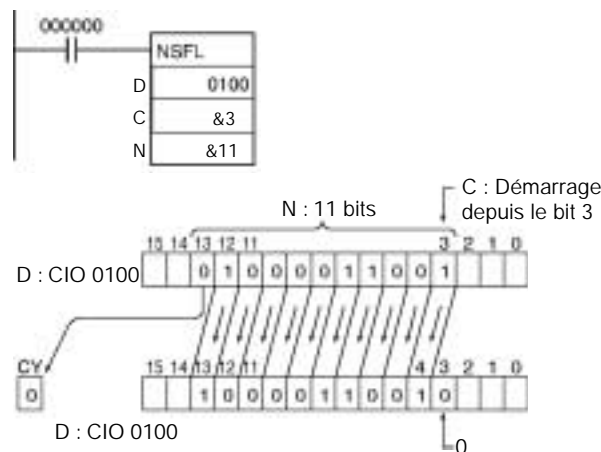 000000
NSFL
D 0100
C &3
N &11
C : Démarrage
depuis le bit 3
N : 11 bits
15 14 13 12 11 3 2 1 0
D : CIO 0100 0 1 0 0 0 0 1 1 0 0 1
CY 15 14 13 12 11 4 3 2 1 0
0 1 0 0 0 0 1 1 0 0 1 0
D : CIO 0100
0